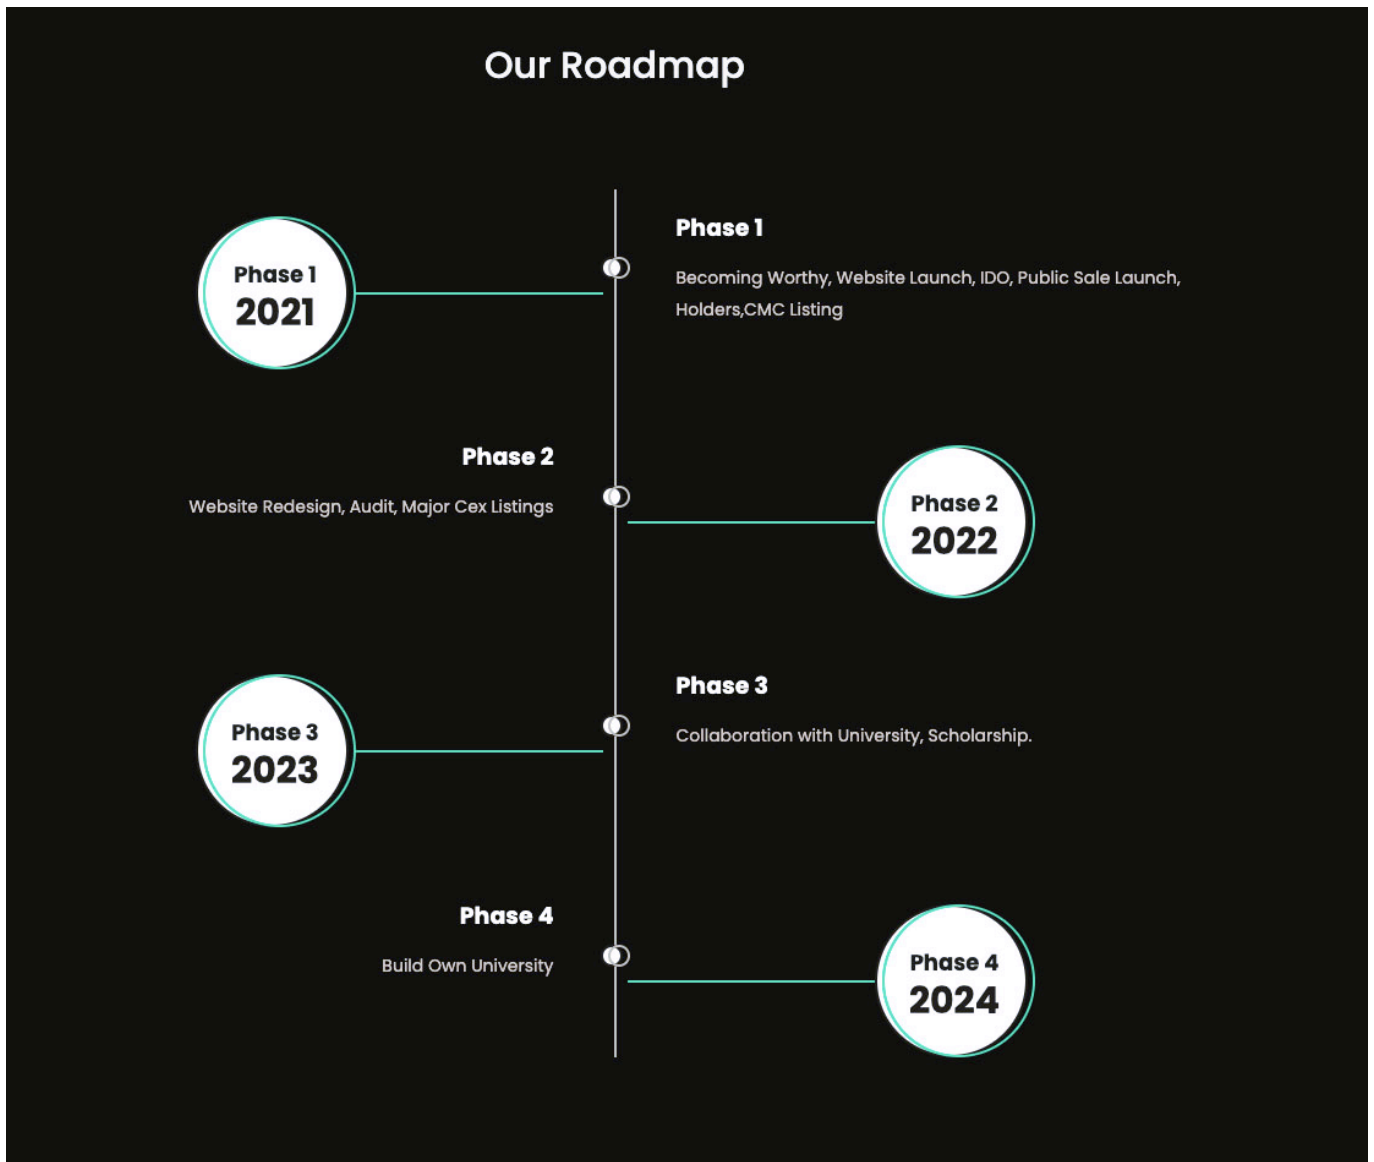 Our Roadmap
Phase 1
2021
Phase 1
Becoming Worthy, Website Launch, IDO, Public Sale Launch,
Holders,CMC Listing
Phase 2
Website Redesign, Audit, Major Cex Listings
Phase 2
2022
Phase 3
2023
Phase 3
Collaboration with University, Scholarship.
Phase 4
Build Own University
Phase 4
2024